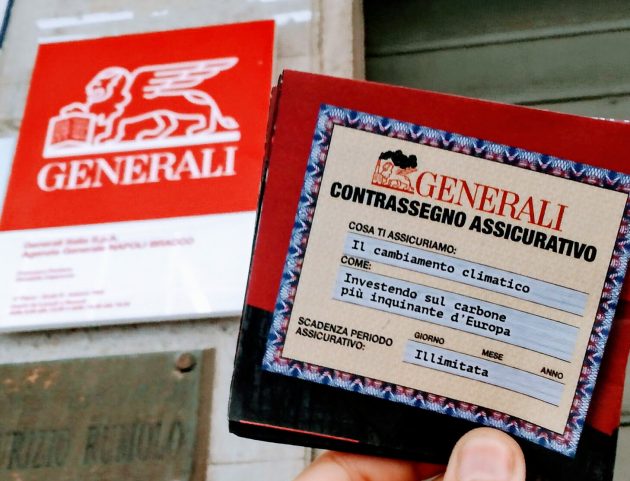 GENERALI
Generali Italia S.p.A.
Agenzia Generale NAPOLI BRACCO
GENERALI
CONTRASSEGNO ASSICURATIVO
COSA TI ASSICURIAMO:
Il cambiamento climatico
COME:
Investendo sul carbone
più inquinante d'Europa
SCADENZA PERIODO
ASSICURATIVO:
GIORNO MESE ANNO
Illimitata